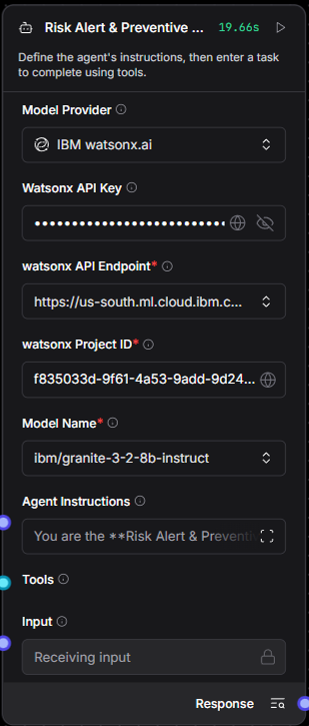 Risk Alert & Preventive ... 19.66s
Define the agent's instructions, then enter a task
to complete using tools.
Model Provider
IBM watsonx.ai
Watsonx API Key
watsonx API Endpoint*
https://us-south.ml.cloud.ibm.c...
watsonx Project ID*
f835033d-9f61-4a53-9add-9d24...
Model Name*
ibm/granite-3-2-8b-instruct
Agent Instructions
You are the **Risk Alert & Prevent
Tools
Input
Receiving input
Response